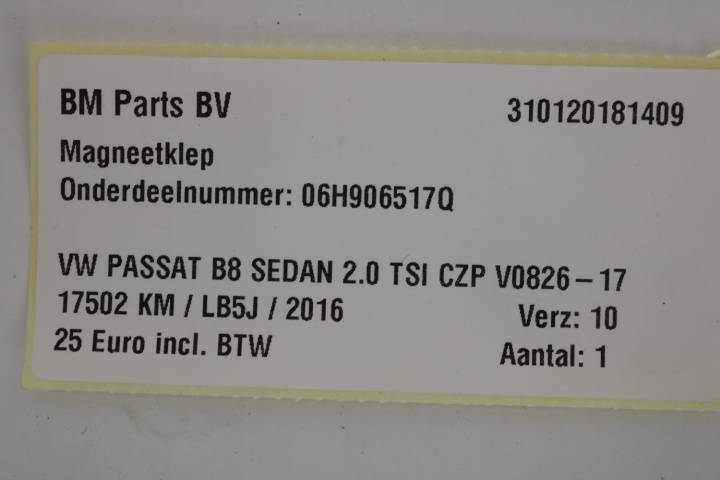 BM Parts BV 310120181409
Magneetklep
Onderdeelnummer: 06H906517Q
VW PASSAT B8 SEDAN 2.0 TSI CZP V0826-17
17502 KM / LB5J / 2016 Verz: 10
25 Euro incl. BTW Aantal: 1